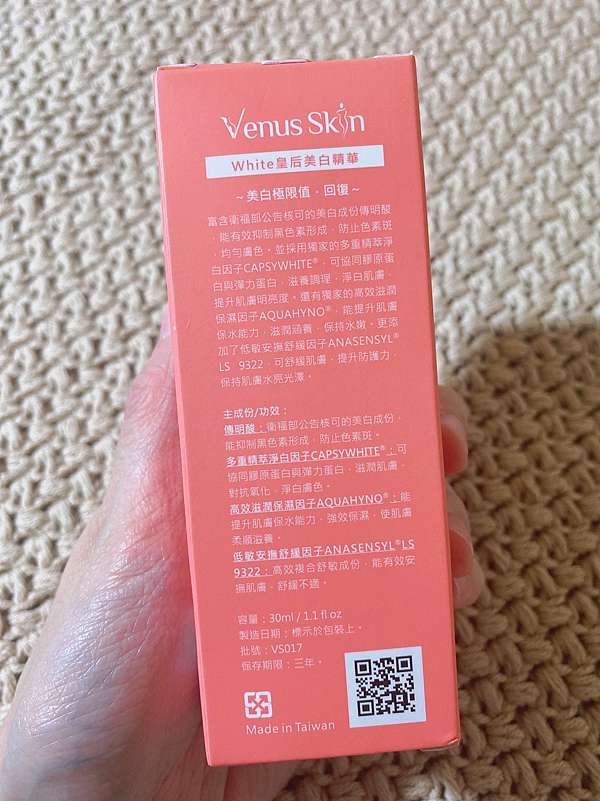 Venus Skin
White皇后美白精華
～美白極限值．回復～
富含衛福部公告核可的美白成份傳明酸
，能有效抑制黑色素形成，防止色素斑
，均勻膚色。並採用獨家的多重精萃淨
白因子CAPSYWHITE®，可協同膠原蛋
白與彈力蛋白，滋養調理，淨白肌膚，
提升肌膚明亮度。還有獨家的高效滋潤
保濕因子AQUAHYNO®，能提升肌膚
保水能力，滋潤涵養，保持水嫩。更添
加了低敏安撫舒緩因子ANASENSYL®
LS 9322，可舒緩肌膚，提升防護力，
保持肌膚水亮光澤。
主成份/功效：
傳明酸：衛福部公告核可的美白成份，
能抑制黑色素形成，防止色素斑。
多重精萃淨白因子CAPSYWHITE®：可
協同膠原蛋白與彈力蛋白，滋潤肌膚，
對抗氧化，淨白膚色。
高效滋潤保濕因子AQUAHYNO®：能
提升肌膚保水能力，強效保濕，使肌膚
柔順滋養。
低敏安撫舒緩因子ANASENSYL®LS
9322：高效複合舒敏成份，能有效安
撫肌膚，舒緩不適。
容量：30ml / 1.1 fl oz
製造日期：標示於包裝上。
批號：VS017
保存期限：三年。
Made in Taiwan